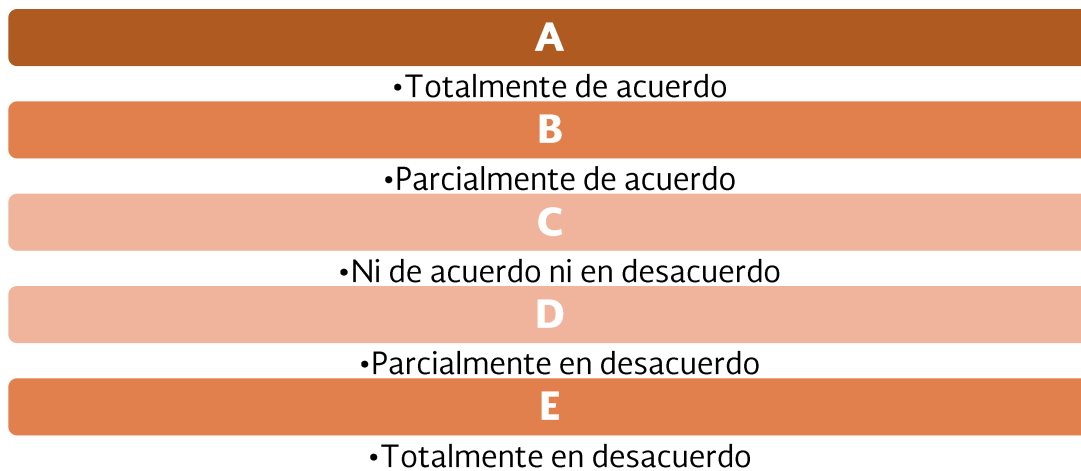 A
•Totalmente de acuerdo
B
•Parcialmente de acuerdo
C
•Ni de acuerdo ni en desacuerdo
D
•Parcialmente en desacuerdo
E
•Totalmente en desacuerdo